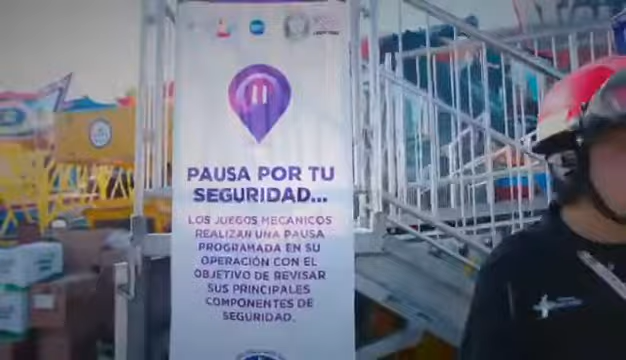 PAUSA POR TU
SEGURIDAD...
LOS JUEGOS MECANICOS
REALIZAN UNA PAUSA
PROGRAMADA EN SU
OPERACIÓN CON EL
OBJETIVO DE REVISAR
SUS PRINCIPALES
COMPONENTES DE
SEGURIDAD.